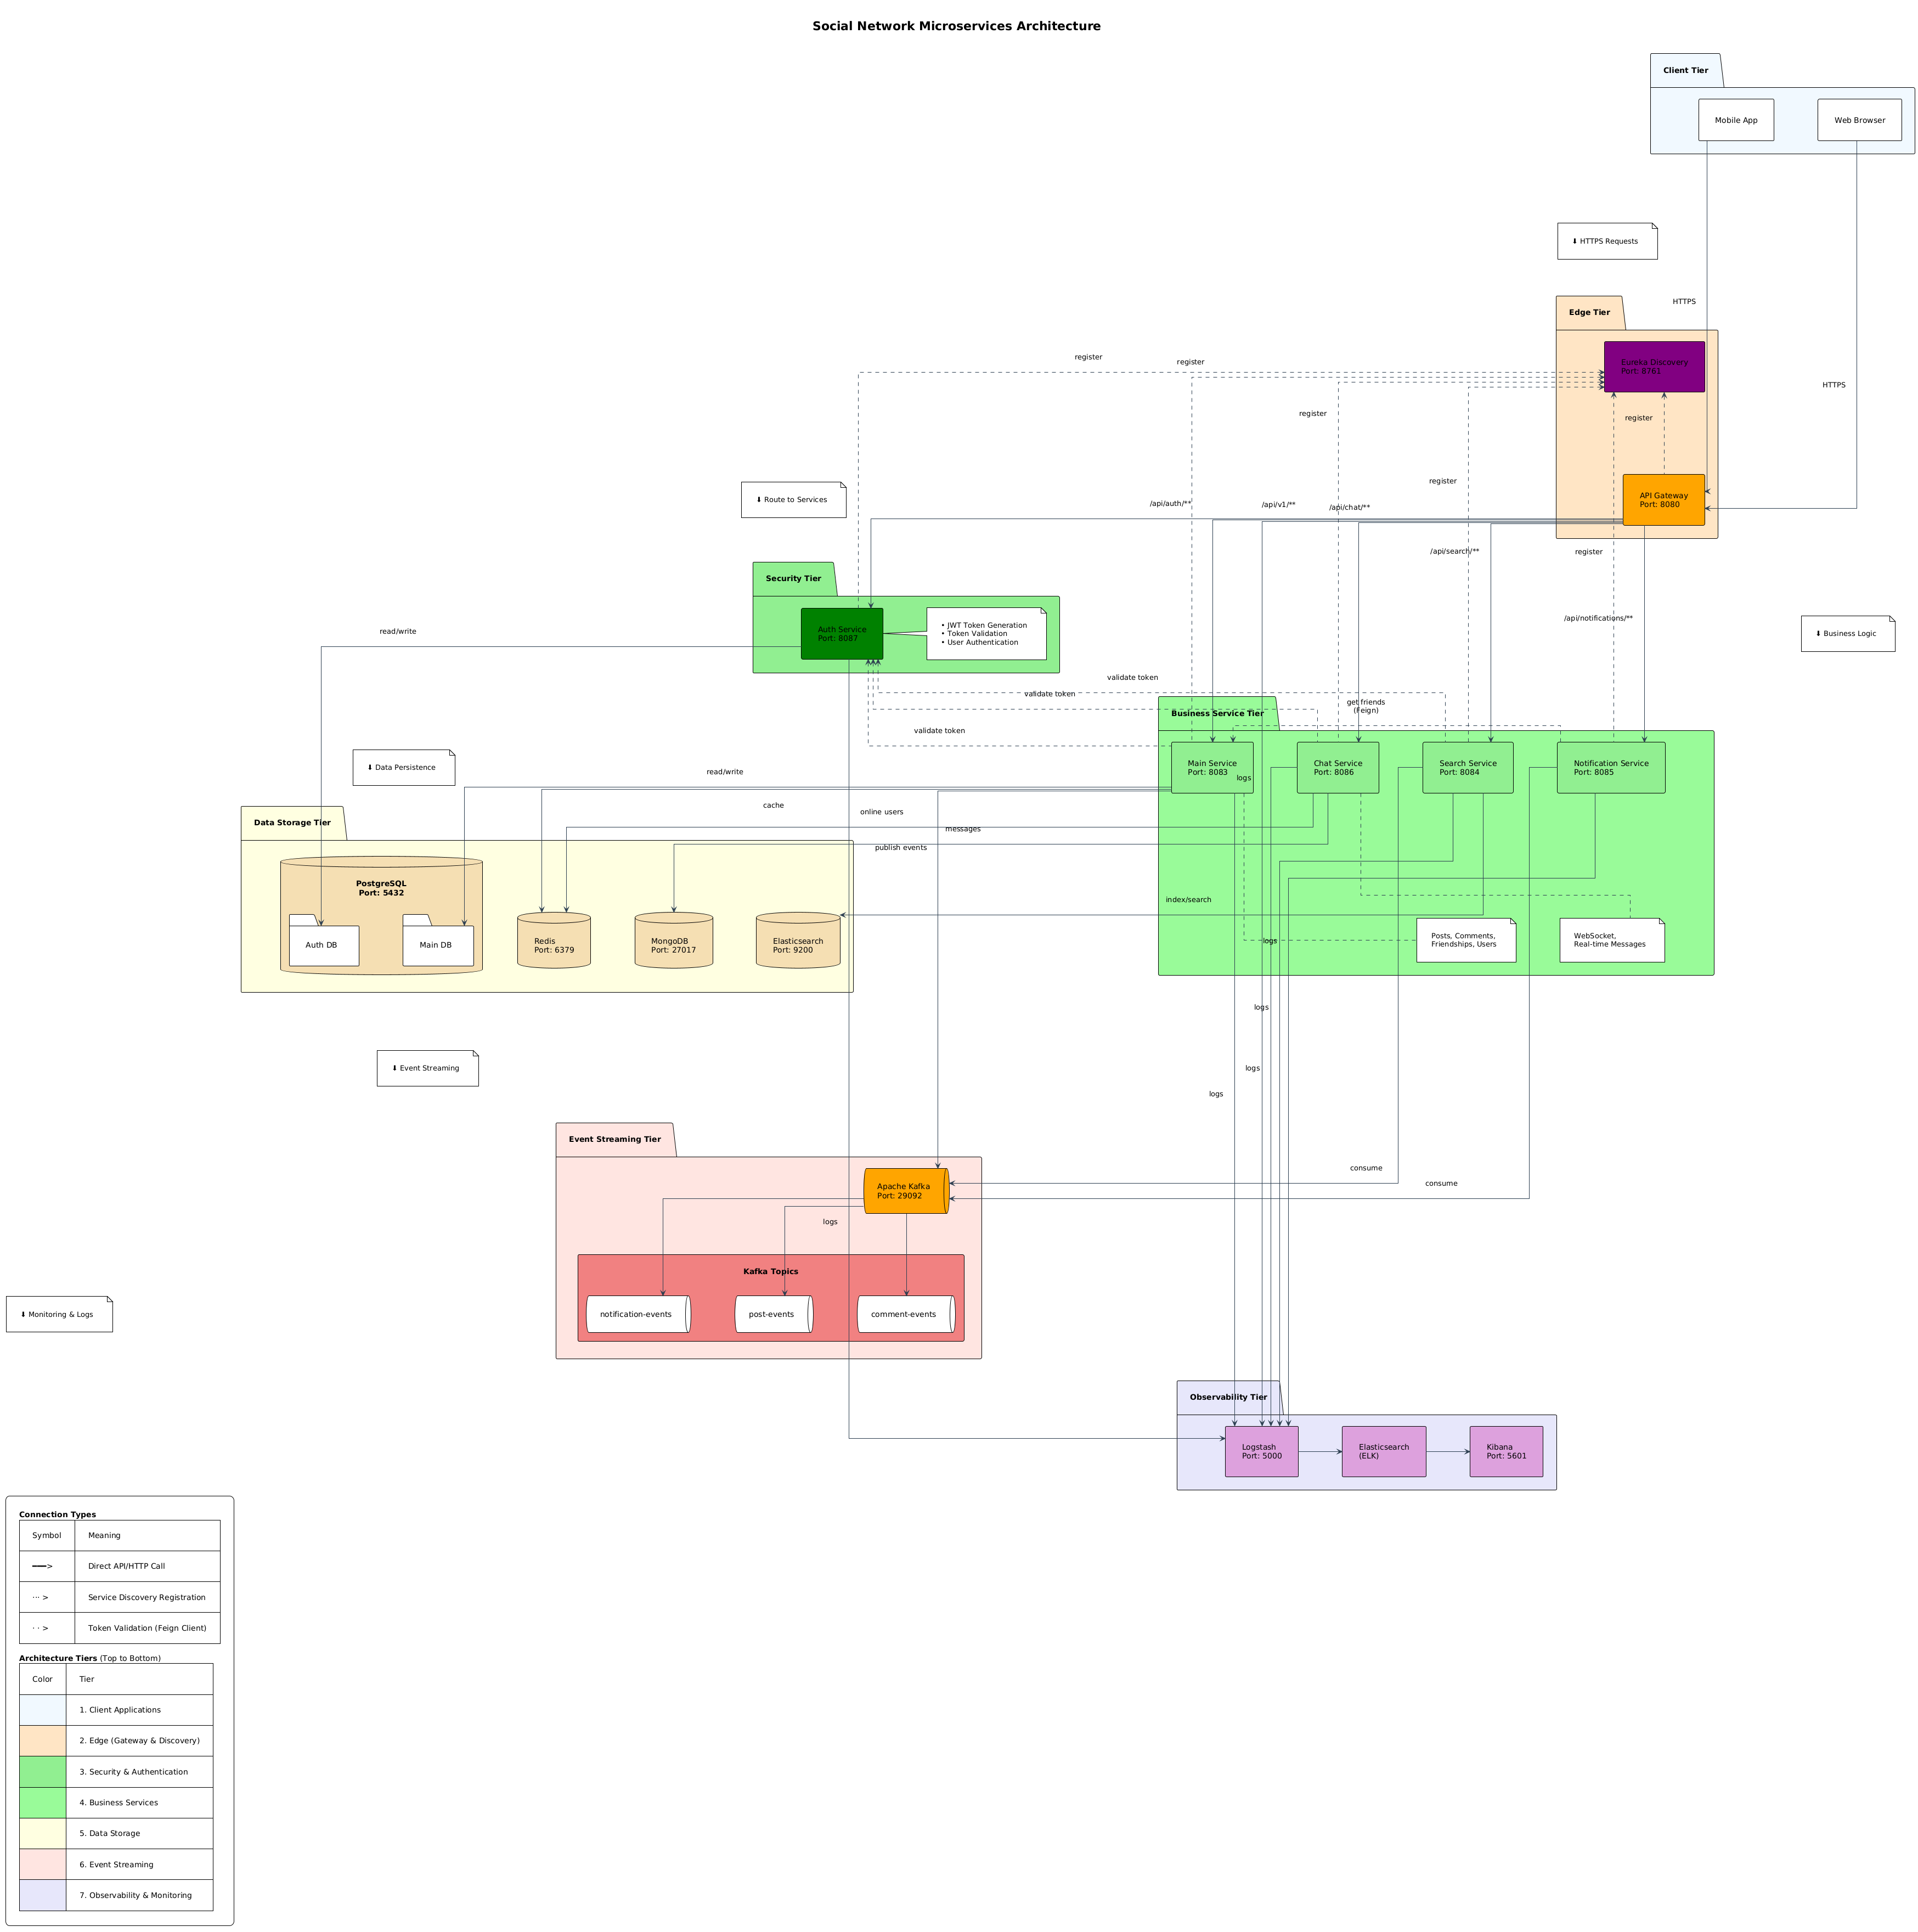 Social Network Microservices Architecture
Client Tier
Mobile App
Web Browser
⬇ HTTPS Requests
HTTPS
Edge Tier
Eureka Discovery
Port: 8761
register
register
HTTPS
register
register
register
API Gateway
Port: 8080
⬇ Route to Services
/api/auth/**
/api/v1/**
/api/chat/**
/api/search/**
register
/api/notifications/**
⬇ Business Logic
Security Tier
Auth Service
Port: 8087
• JWT Token Generation
• Token Validation
• User Authentication
read/write
validate token
validate token
validate token
get friends
(Feign)
Business Service Tier
Main Service
Port: 8083
logs
Chat Service
Port: 8086
Search Service
Port: 8084
Notification Service
Port: 8085
⬇ Data Persistence
read/write
cache
online users
messages
publish events
index/search
logs
Posts, Comments,
Friendships, Users
WebSocket,
Real-time Messages
Data Storage Tier
PostgreSQL
Port: 5432
Auth DB
Main DB
Redis
Port: 6379
MongoDB
Port: 27017
Elasticsearch
Port: 9200
logs
logs
logs
⬇ Event Streaming
Event Streaming Tier
Apache Kafka
Port: 29092
consume
consume
logs
Kafka Topics
notification-events
post-events
comment-events
⬇ Monitoring & Logs
Observability Tier
Logstash
Port: 5000
Elasticsearch
(ELK)
Kibana
Port: 5601
Connection Types
Symbol Meaning
━━━> Direct API/HTTP Call
··· > Service Discovery Registration
· · > Token Validation (Feign Client)
Architecture Tiers (Top to Bottom)
Color Tier
1. Client Applications
2. Edge (Gateway & Discovery)
3. Security & Authentication
4. Business Services
5. Data Storage
6. Event Streaming
7. Observability & Monitoring